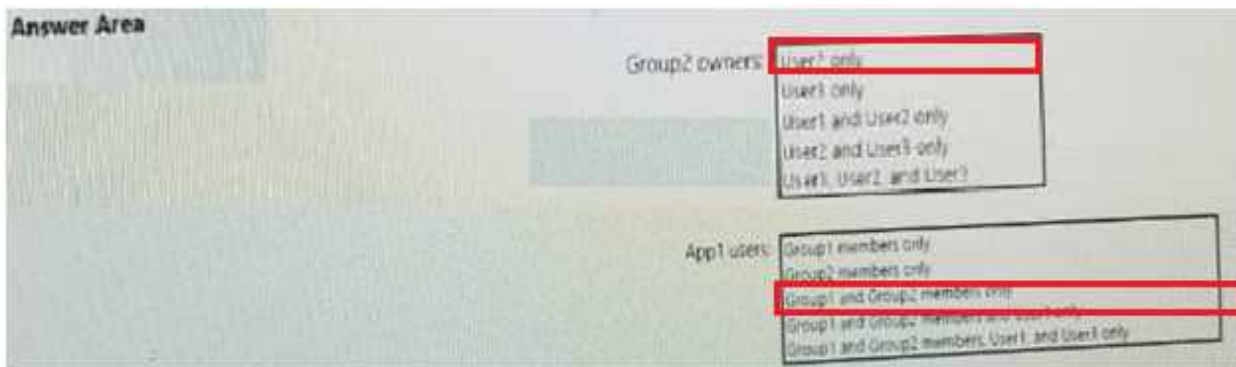 Answer Area
Group2 owners:
User2 only
User3 only
User1 and User2 only
User2 and User3 only
User1, User2, and User3
App1 users:
Group1 members only
Group2 members only
Group1 and Group2 members only
Group1 and Group2 members and User1 only
Group1 and Group2 members, User1, and User3 only